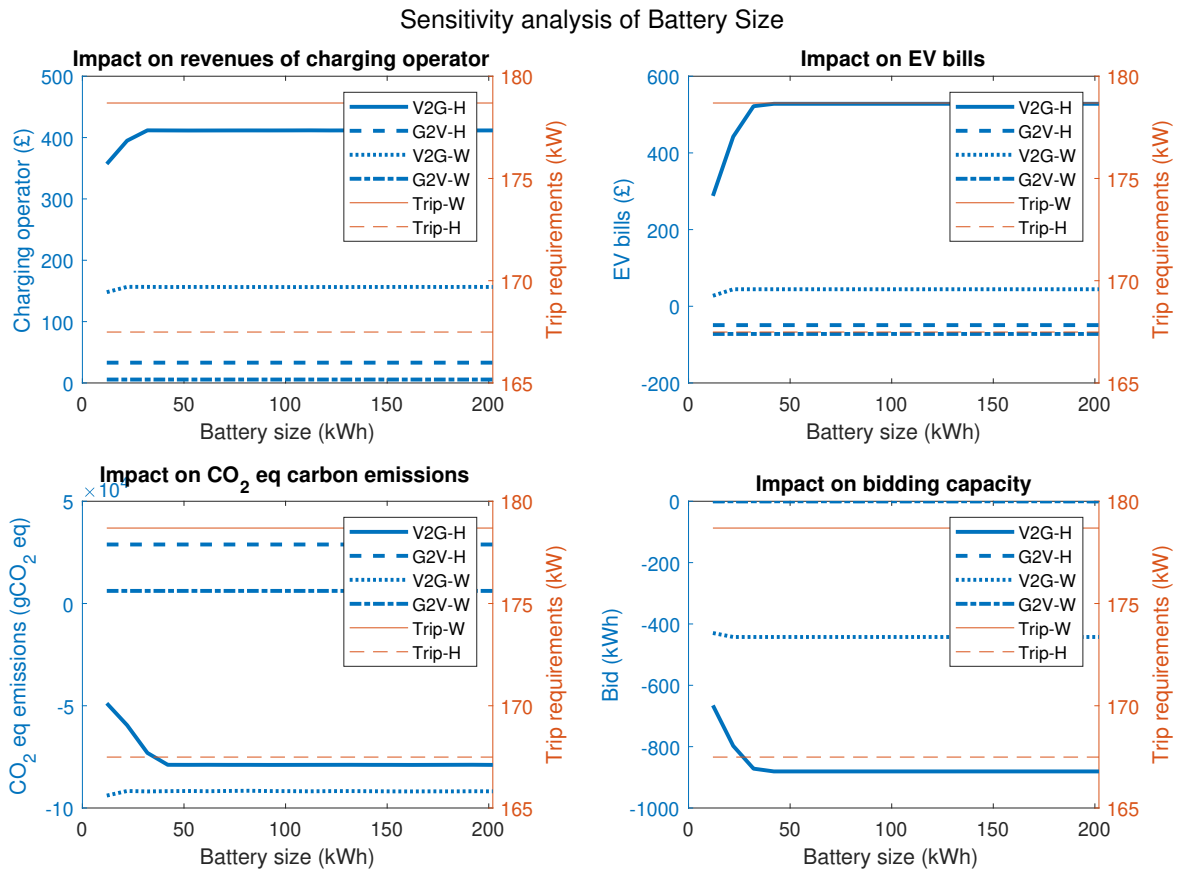 Sensitivity analysis of Battery Size
Impact on revenues of charging operator
500
400
300
200
100
0
Charging operator (£)
180
175
170
165
Trip requirements (kW)
V2G-H
G2V-H
V2G-W
G2V-W
Trip-W
Trip-H
0 50 100 150 200
Battery size (kWh)
Impact on EV bills
600
400
200
0
-200
EV bills (£)
180
175
170
165
Trip requirements (kW)
V2G-H
G2V-H
V2G-W
G2V-W
Trip-W
Trip-H
0 50 100 150 200
Battery size (kWh)
Impact on CO2 eq carbon emissions
5
0
-5
-10
CO2 eq emissions (gCO2 eq)
180
175
170
165
Trip requirements (kW)
V2G-H
G2V-H
V2G-W
G2V-W
Trip-W
Trip-H
0 50 100 150 200
Battery size (kWh)
Impact on bidding capacity
0
-200
-400
-600
-800
-1000
Bid (kWh)
180
175
170
165
Trip requirements (kW)
V2G-H
G2V-H
V2G-W
G2V-W
Trip-W
Trip-H
0 50 100 150 200
Battery size (kWh)